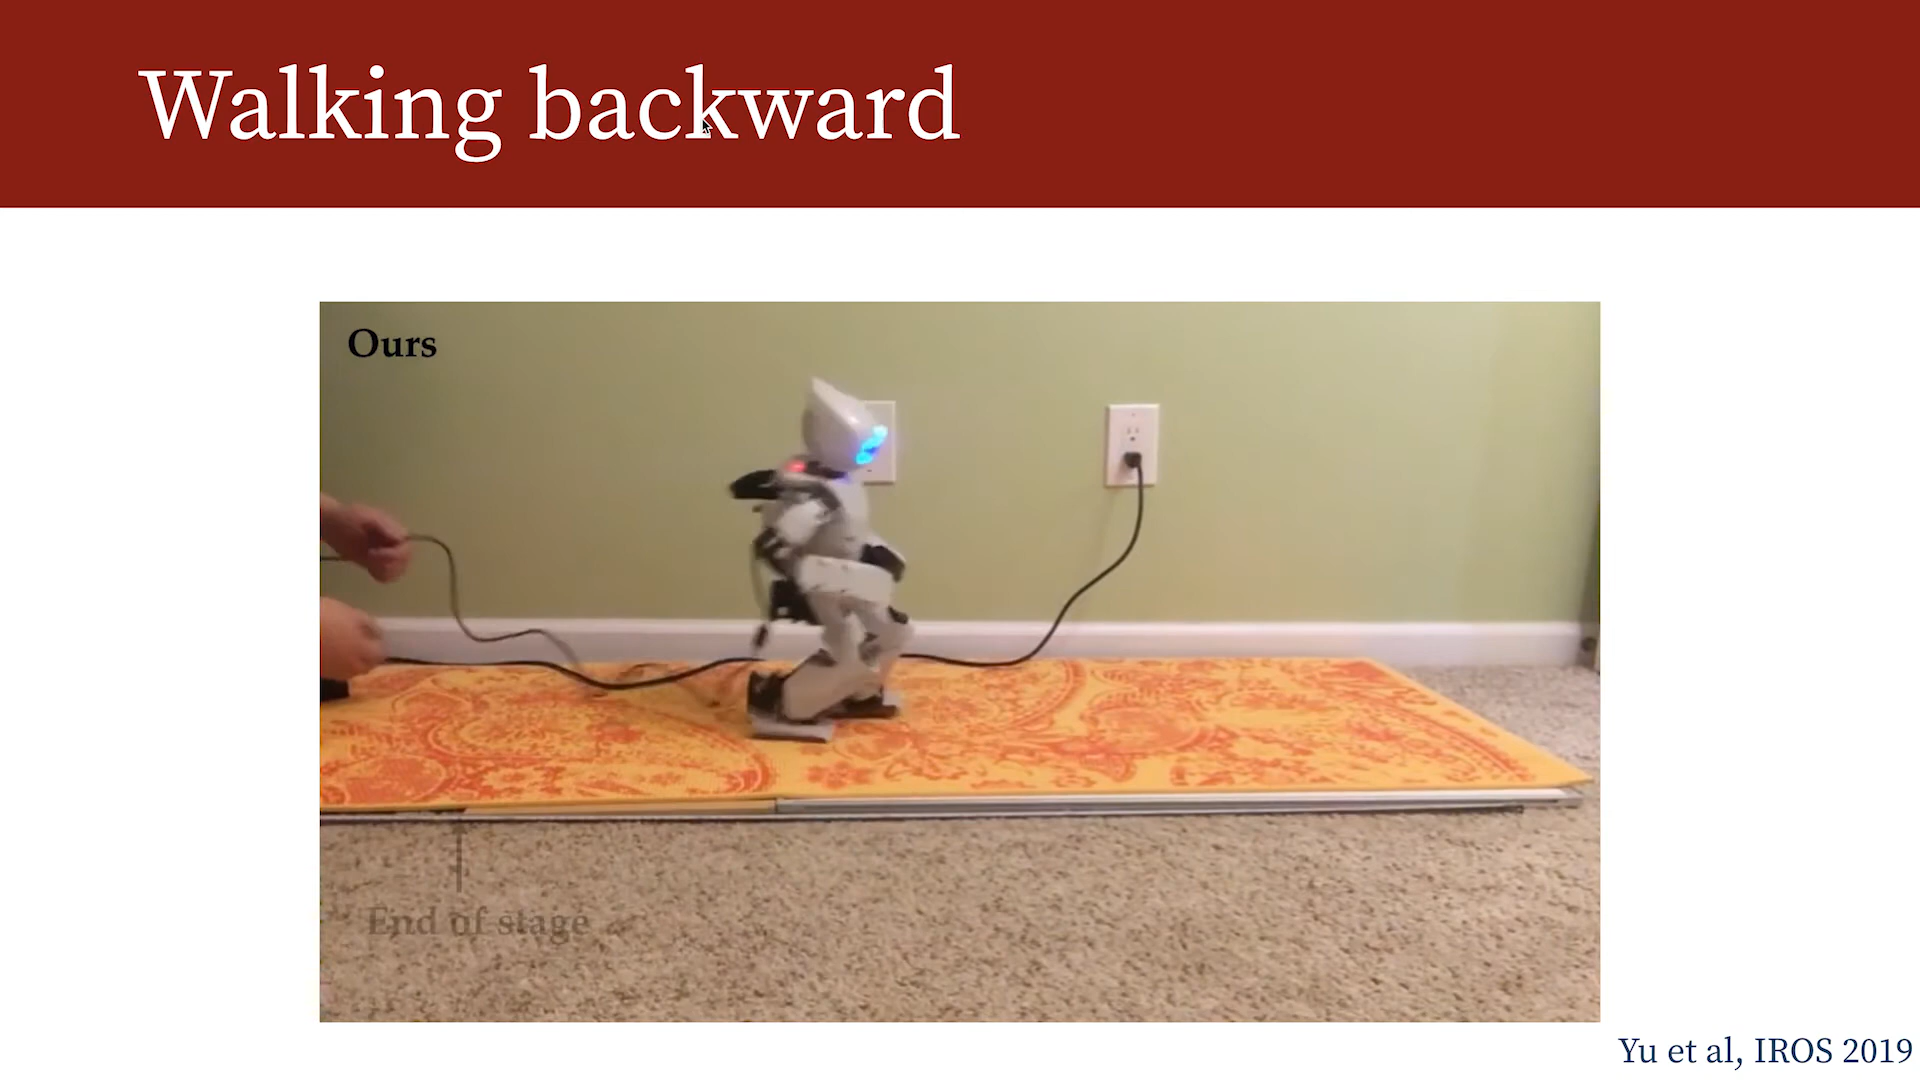 Walking backward
Ours
End of stage
Yu et al, IROS 2019